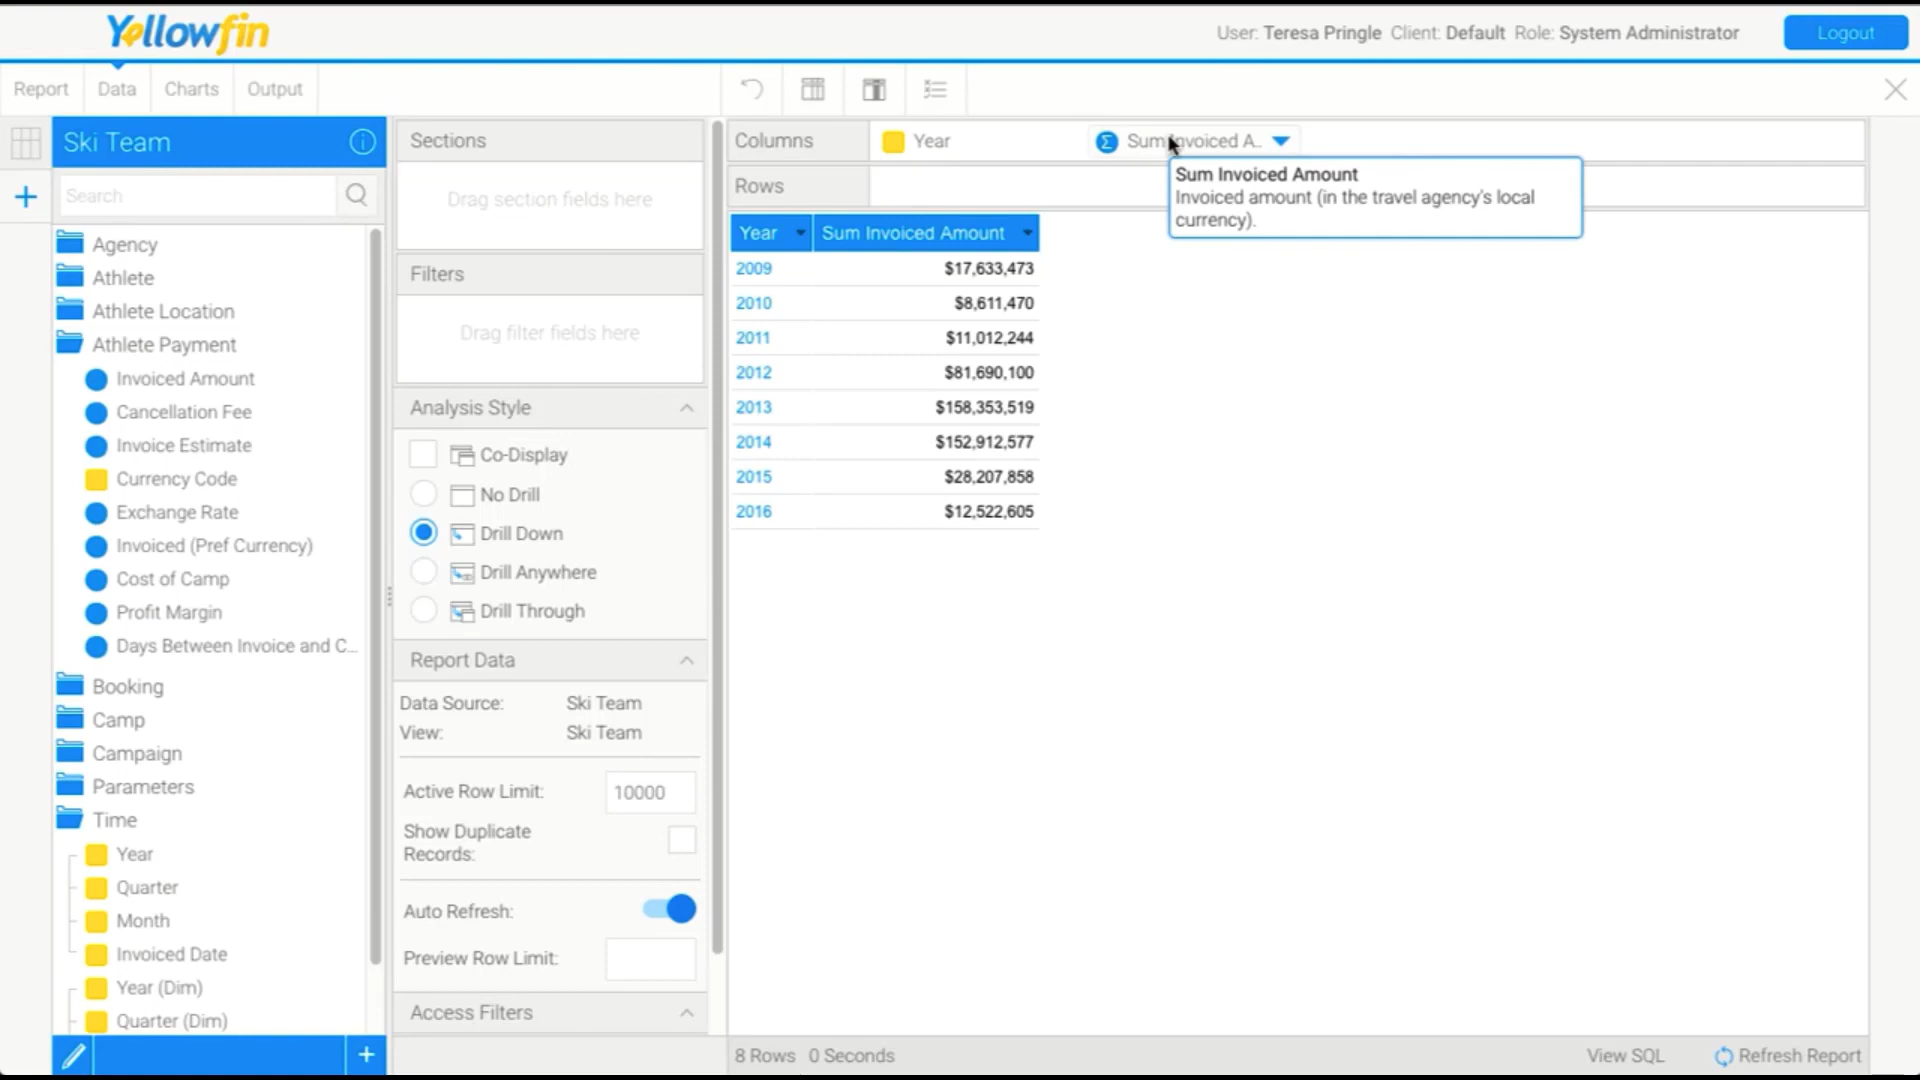 Yellowfin
User: Teresa Pringle Client: Default Role: System Administrator
Logout
Report Data Charts Output
Ski Team
Search
Agency
Athlete
Athlete Location
Athlete Payment
Invoiced Amount
Cancellation Fee
Invoice Estimate
Currency Code
Exchange Rate
Invoiced (Pref Currency)
Cost of Camp
Profit Margin
Days Between Invoice and C...
Booking
Camp
Campaign
Parameters
Time
Year
Quarter
Month
Invoiced Date
Year (Dim)
Quarter (Dim)
Sections
Drag section fields here
Filters
Drag filter fields here
Analysis Style
Co-Display
No Drill
Drill Down
Drill Anywhere
Drill Through
Report Data
Data Source: Ski Team
View: Ski Team
Active Row Limit: 10000
Show Duplicate
Records:
Auto Refresh:
Preview Row Limit:
Access Filters
Columns Year Sum Invoiced A..
Rows
Sum Invoiced Amount
Invoiced amount (in the travel agency's local
currency).
Year Sum Invoiced Amount
2009 $17,633,473
2010 $8,611,470
2011 $11,012,244
2012 $81,690,100
2013 $158,353,519
2014 $152,912,577
2015 $28,207,858
2016 $12,522,605
8 Rows 0 Seconds
View SQL Refresh Report